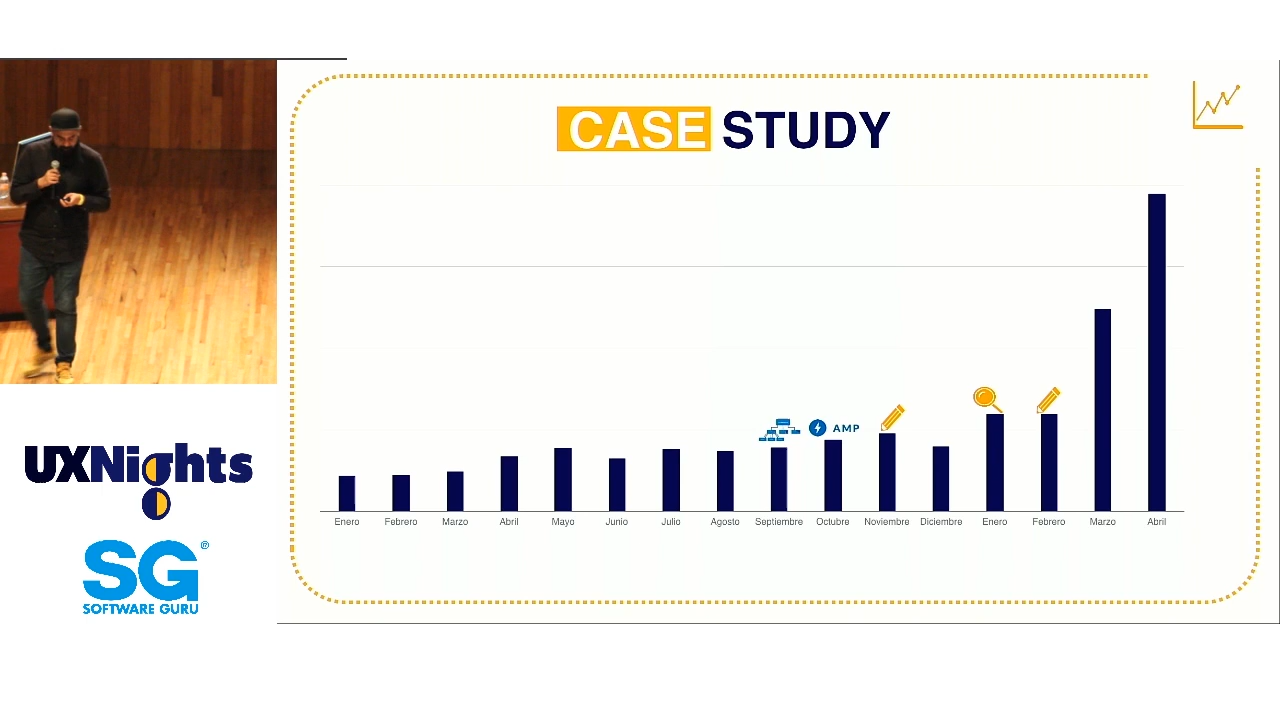 CASE STUDY
AMP
Enero Febrero Marzo Abril Mayo Junio Julio Agosto Septiembre Octubre Noviembre Diciembre Enero Febrero Marzo Abril
UXNights
SG®
SOFTWARE GURU